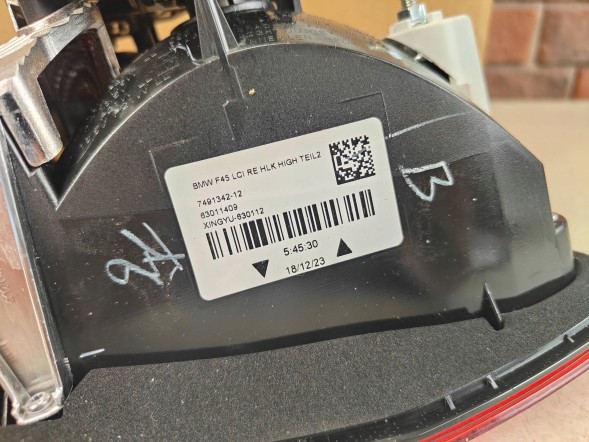 BMW F45 LCI RE HLK HIGH TEIL2
7491342-12
63011409
XINGYU-630112
5:45:30
18/12/23
B